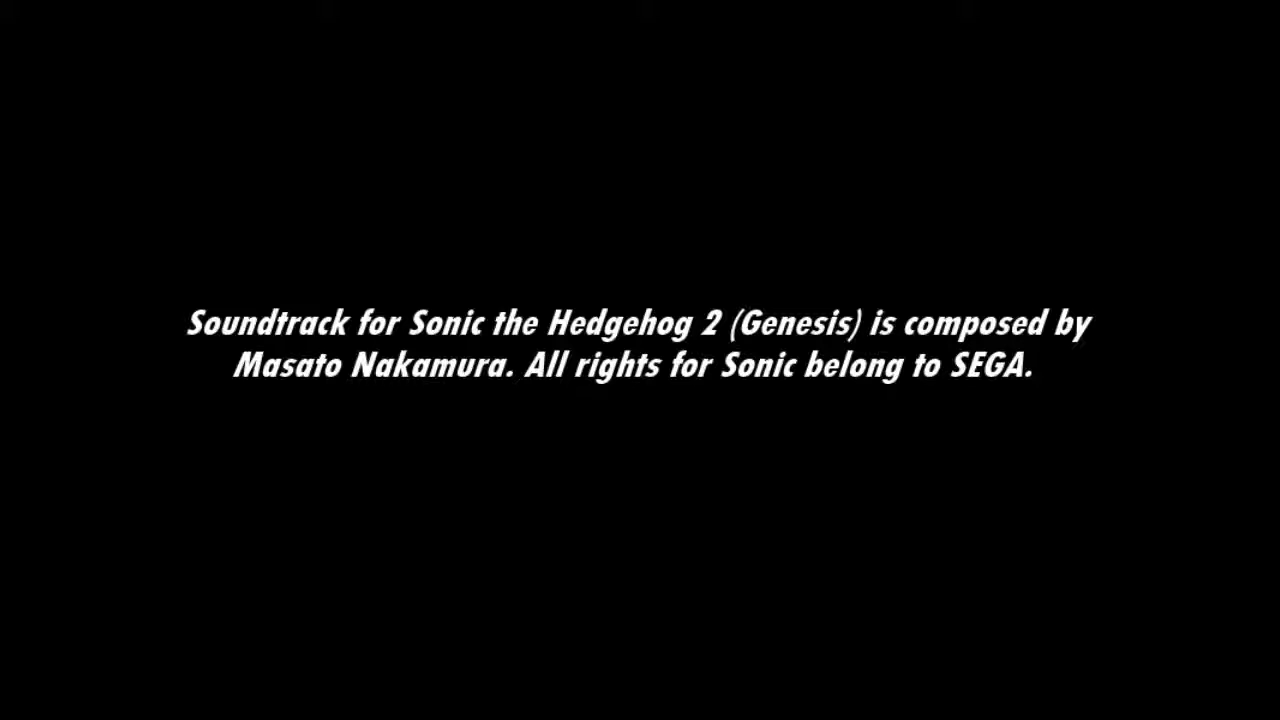 Soundtrack for Sonic the Hedgehog 2 (Genesis) is composed by
Masato Nakamura. All rights for Sonic belong to SEGA.